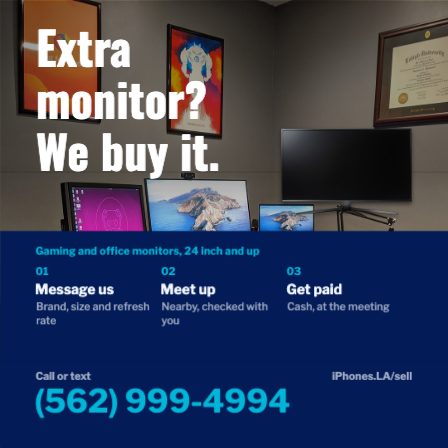 Extra
monitor?
We buy it.
Gaming and office monitors, 24 inch and up
01
Message us
Brand, size and refresh
rate
02
Meet up
Nearby, checked with
you
03
Get paid
Cash, at the meeting
Call or text
(562) 999-4994
iPhones.LA/sell